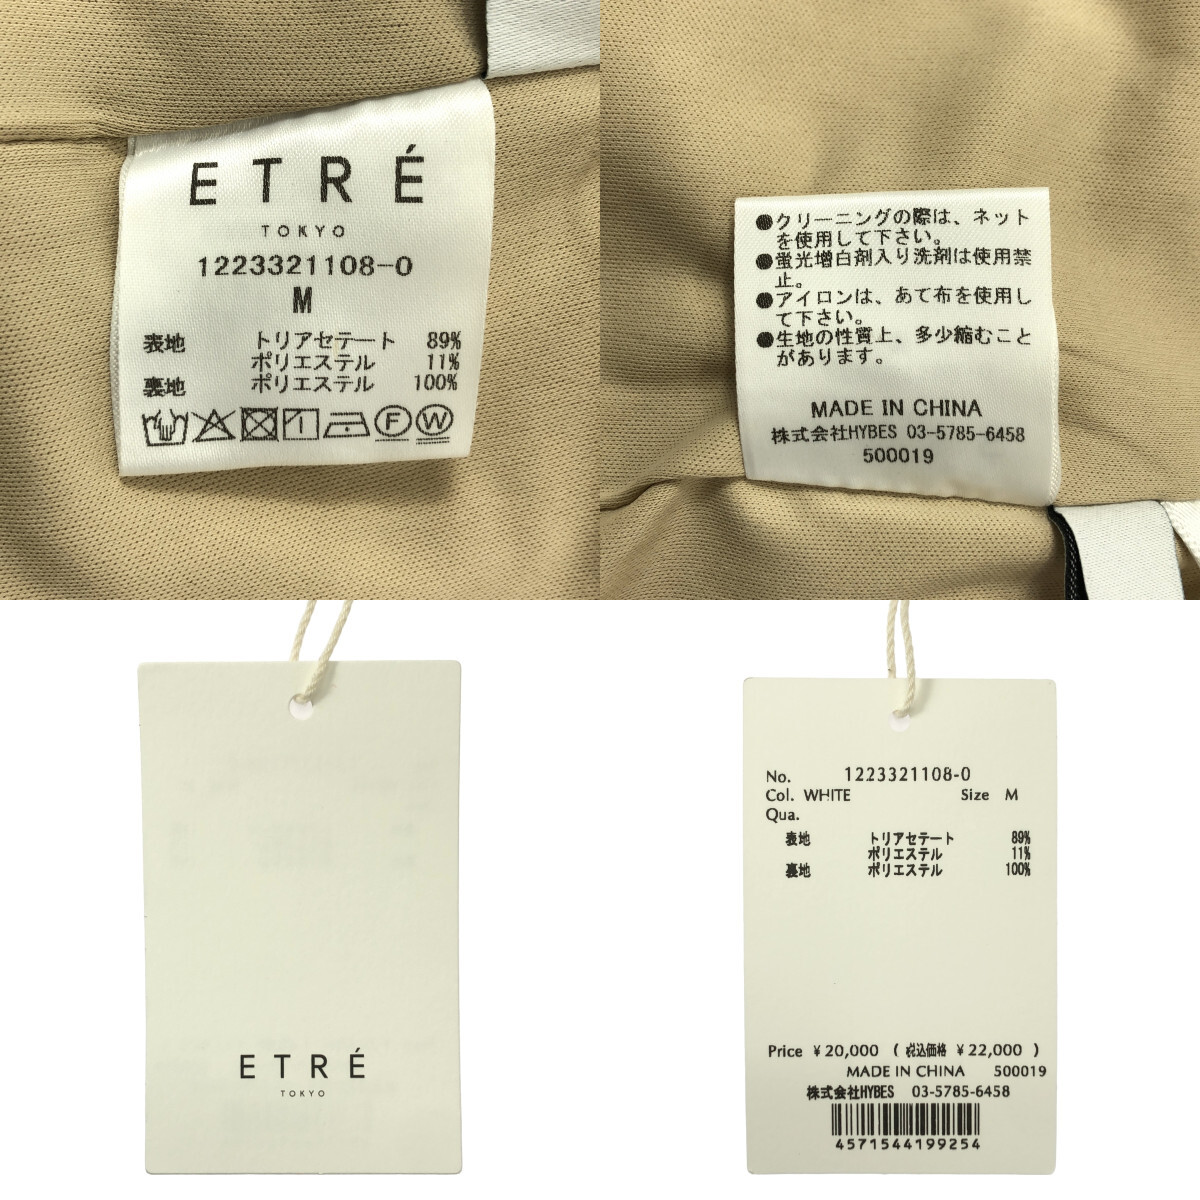 ETRÉ
TOKYO
1223321108-0
M
表地 トリアセテート 89%
ポリエステル 11%
裏地 ポリエステル 100%
F W
●クリーニングの際は、ネット
を使用して下さい。
●蛍光増白剤入り洗剤は使用禁
止。
●アイロンは、あて布を使用し
て下さい。
●生地の性質上、多少縮むこと
があります。
MADE IN CHINA
株式会社HYBES 03-5785-6458
500019
ETRÉ
TOKYO
No. 1223321108-0
Col. WHITE Size M
Qua.
表地 トリアセテート 89%
ポリエステル 11%
裏地 ポリエステル 100%
Price ¥20,000 ( 税込価格 ¥22,000 )
MADE IN CHINA 500019
株式会社HYBES 03-5785-6458
4571544199254